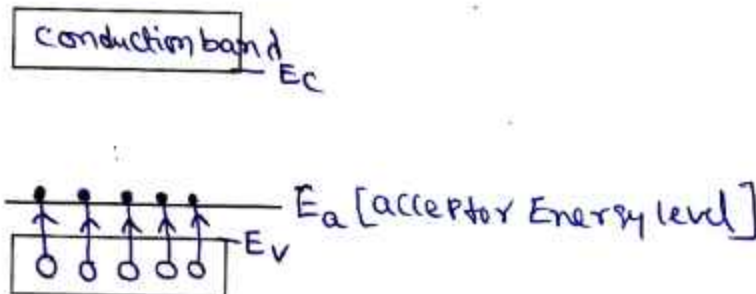 conduction band
Ec
Ea [acceptor Energy level]
Ev